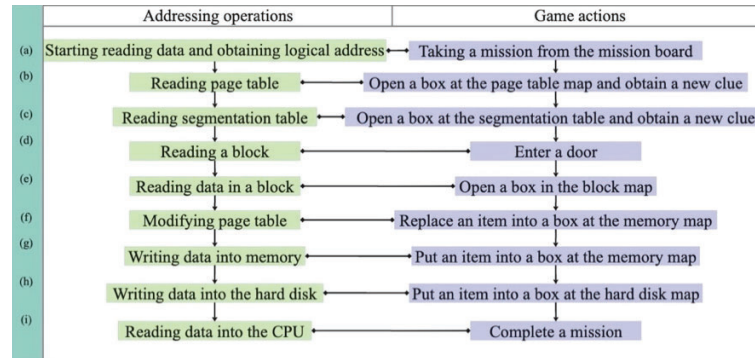 Addressing operations Game actions
(a) Starting reading data and obtaining logical address Taking a mission from the mission board
(b) Reading page table Open a box at the page table map and obtain a new clue
(c) Reading segmentation table Open a box at the segmentation table and obtain a new clue
(d) Reading a block Enter a door
(e) Reading data in a block Open a box in the block map
(f) Modifying page table Replace an item into a box at the memory map
(g) Writing data into memory Put an item into a box at the memory map
(h) Writing data into the hard disk Put an item into a box at the hard disk map
(i) Reading data into the CPU Complete a mission